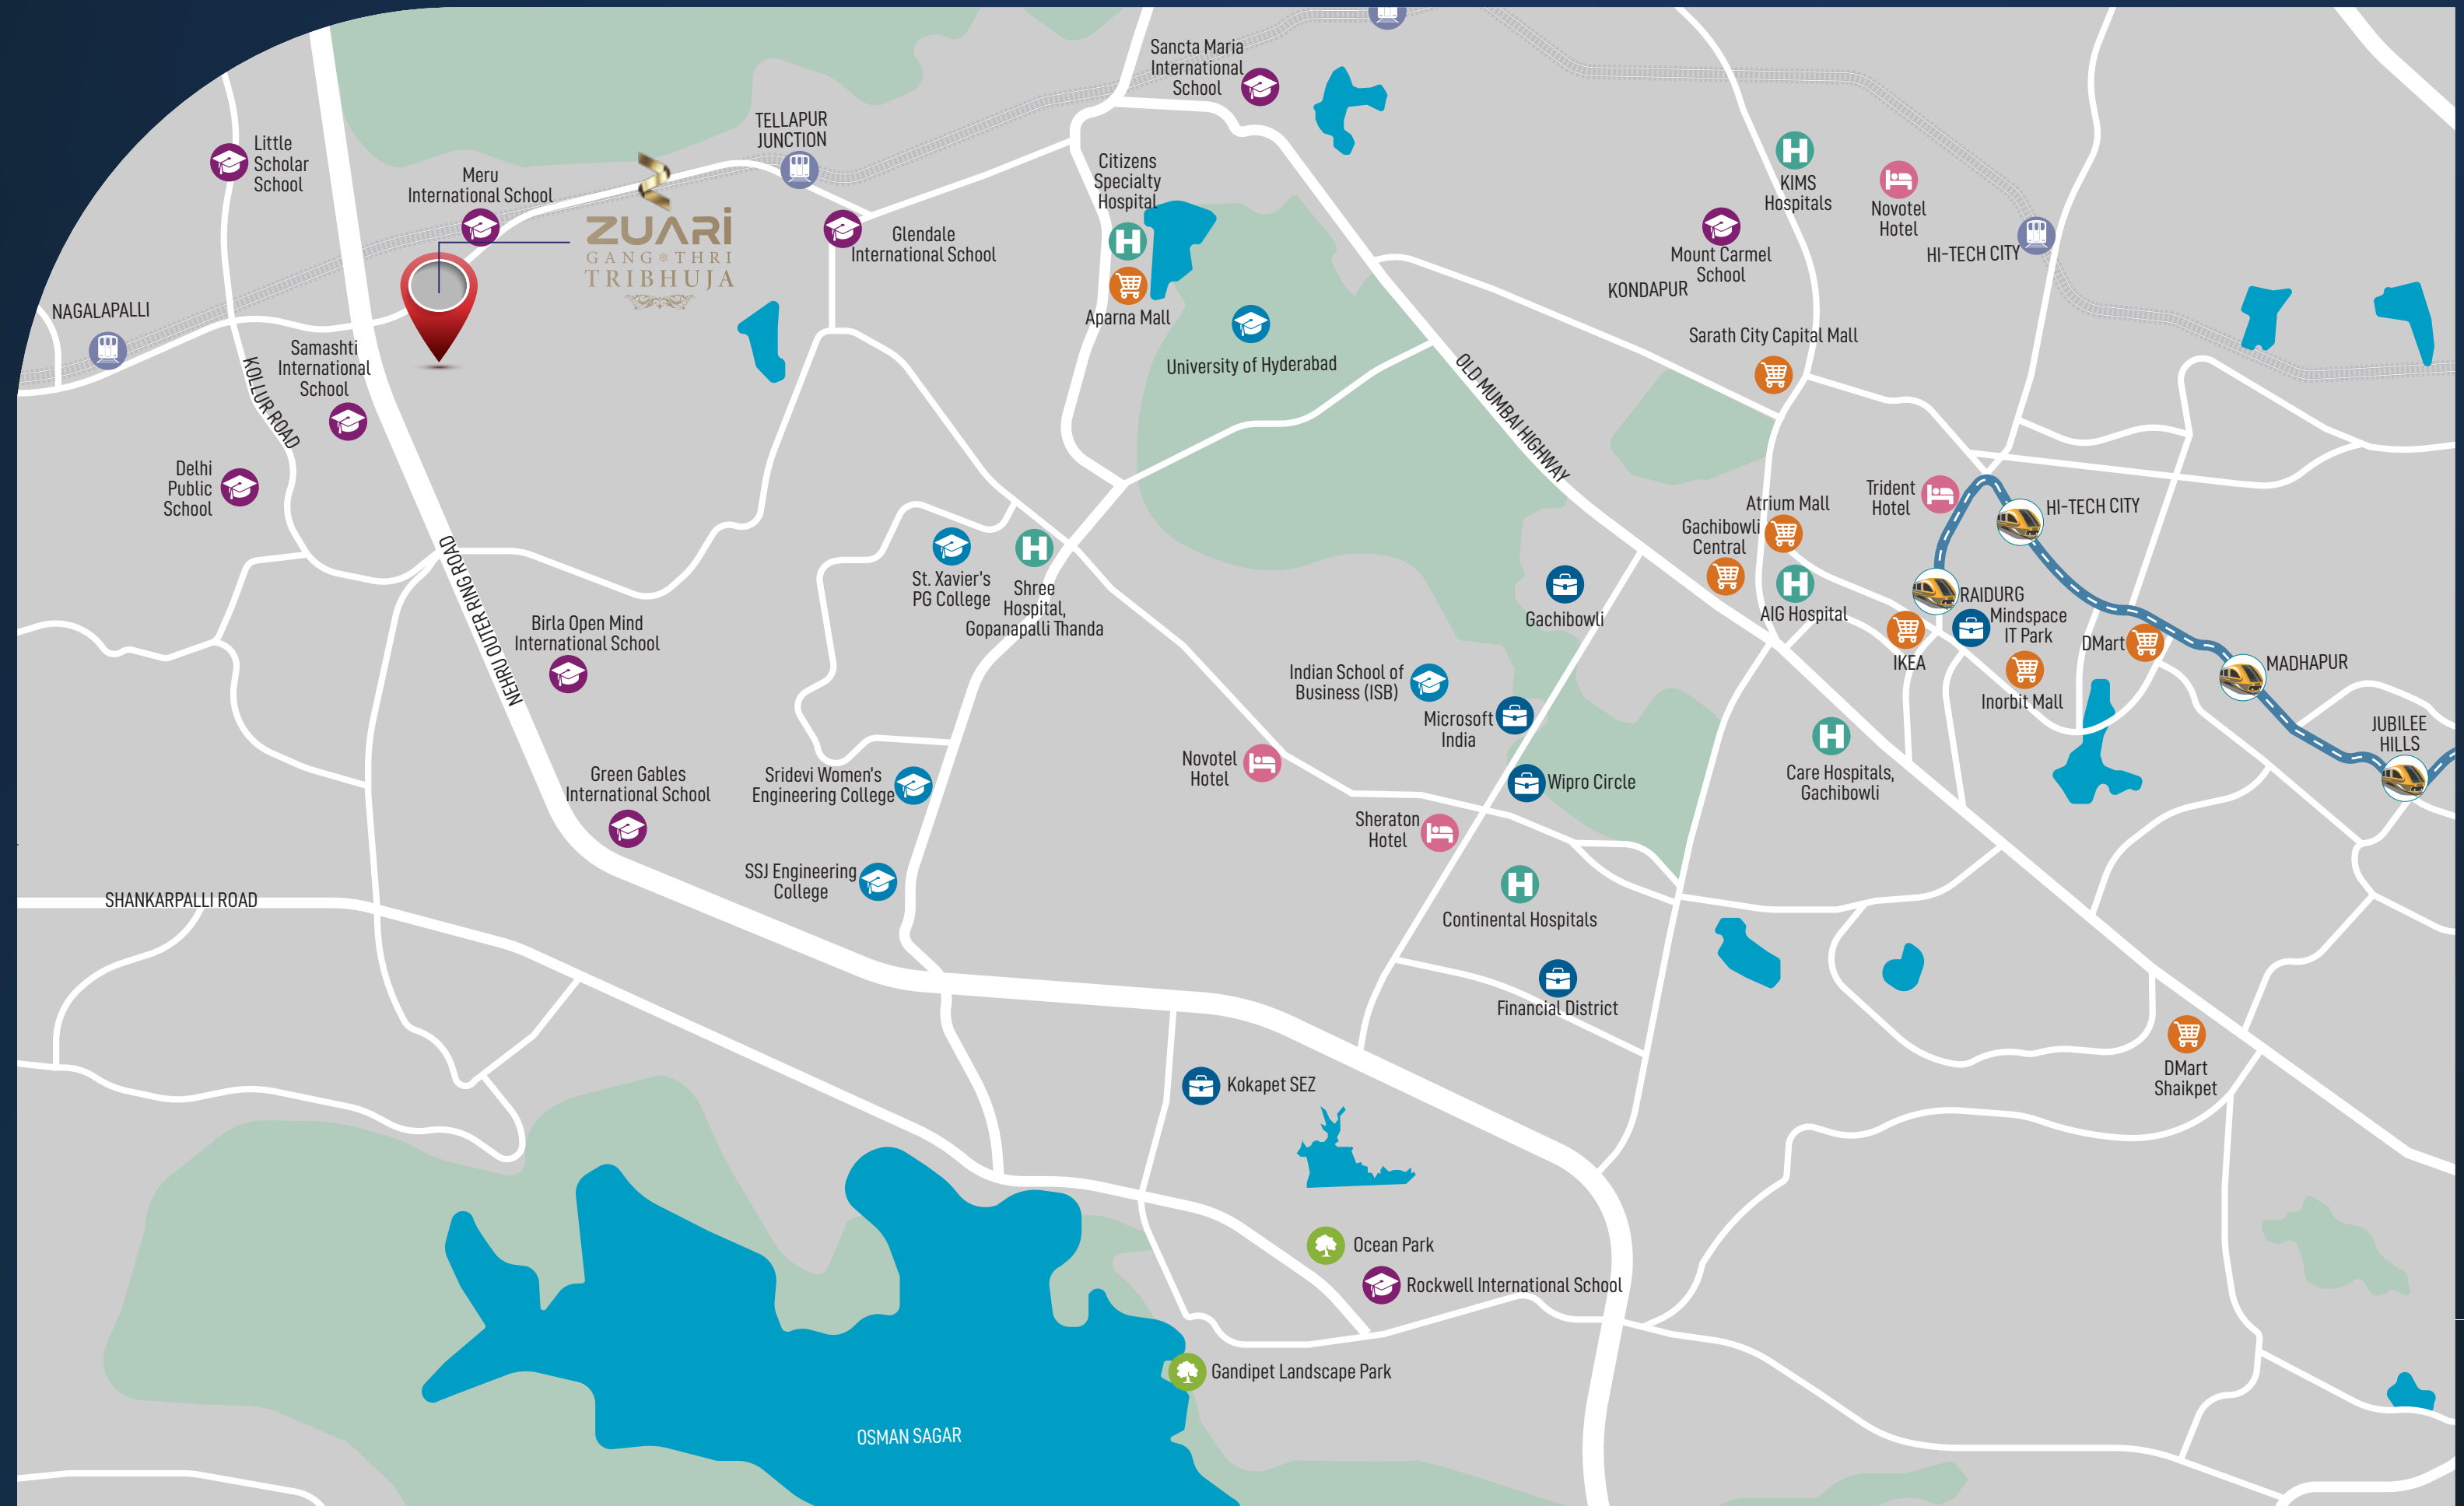 Sancta Maria
International
School
TELLAPUR
JUNCTION
Little
Scholar
School
Meru
International School
ZUARI
GANG THRI
TRIBHUJA
Glendale
International School
Citizens
Specialty
Hospital
Aparna Mall
University of Hyderabad
KIMS
Hospitals
Novotel
Hotel
Mount Carmel
School
HI-TECH CITY
KONDAPUR
Sarath City Capital Mall
NAGALAPALLI
Samashti
International
School
KOLLUR ROAD
OLD MUMBAI HIGHWAY
Delhi
Public
School
NEHRU OUTER RING ROAD
Trident
Hotel
HI-TECH CITY
Atrium Mall
Gachibowli
Central
AIG Hospital
RAIDURG
Mindspace
IT Park
IKEA
Inorbit Mall
DMart
MADHAPUR
JUBILEE
HILLS
St. Xavier's
PG College
Shree
Hospital,
Gopanapalli Thanda
Gachibowli
Birla Open Mind
International School
Indian School of
Business (ISB)
Microsoft
India
Novotel
Hotel
Wipro Circle
Care Hospitals,
Gachibowli
Green Gables
International School
Sridevi Women's
Engineering College
Sheraton
Hotel
SSJ Engineering
College
SHANKARPALLI ROAD
Continental Hospitals
Financial District
DMart
Shaikpet
Kokapet SEZ
Ocean Park
Rockwell International School
Gandipet Landscape Park
OSMAN SAGAR